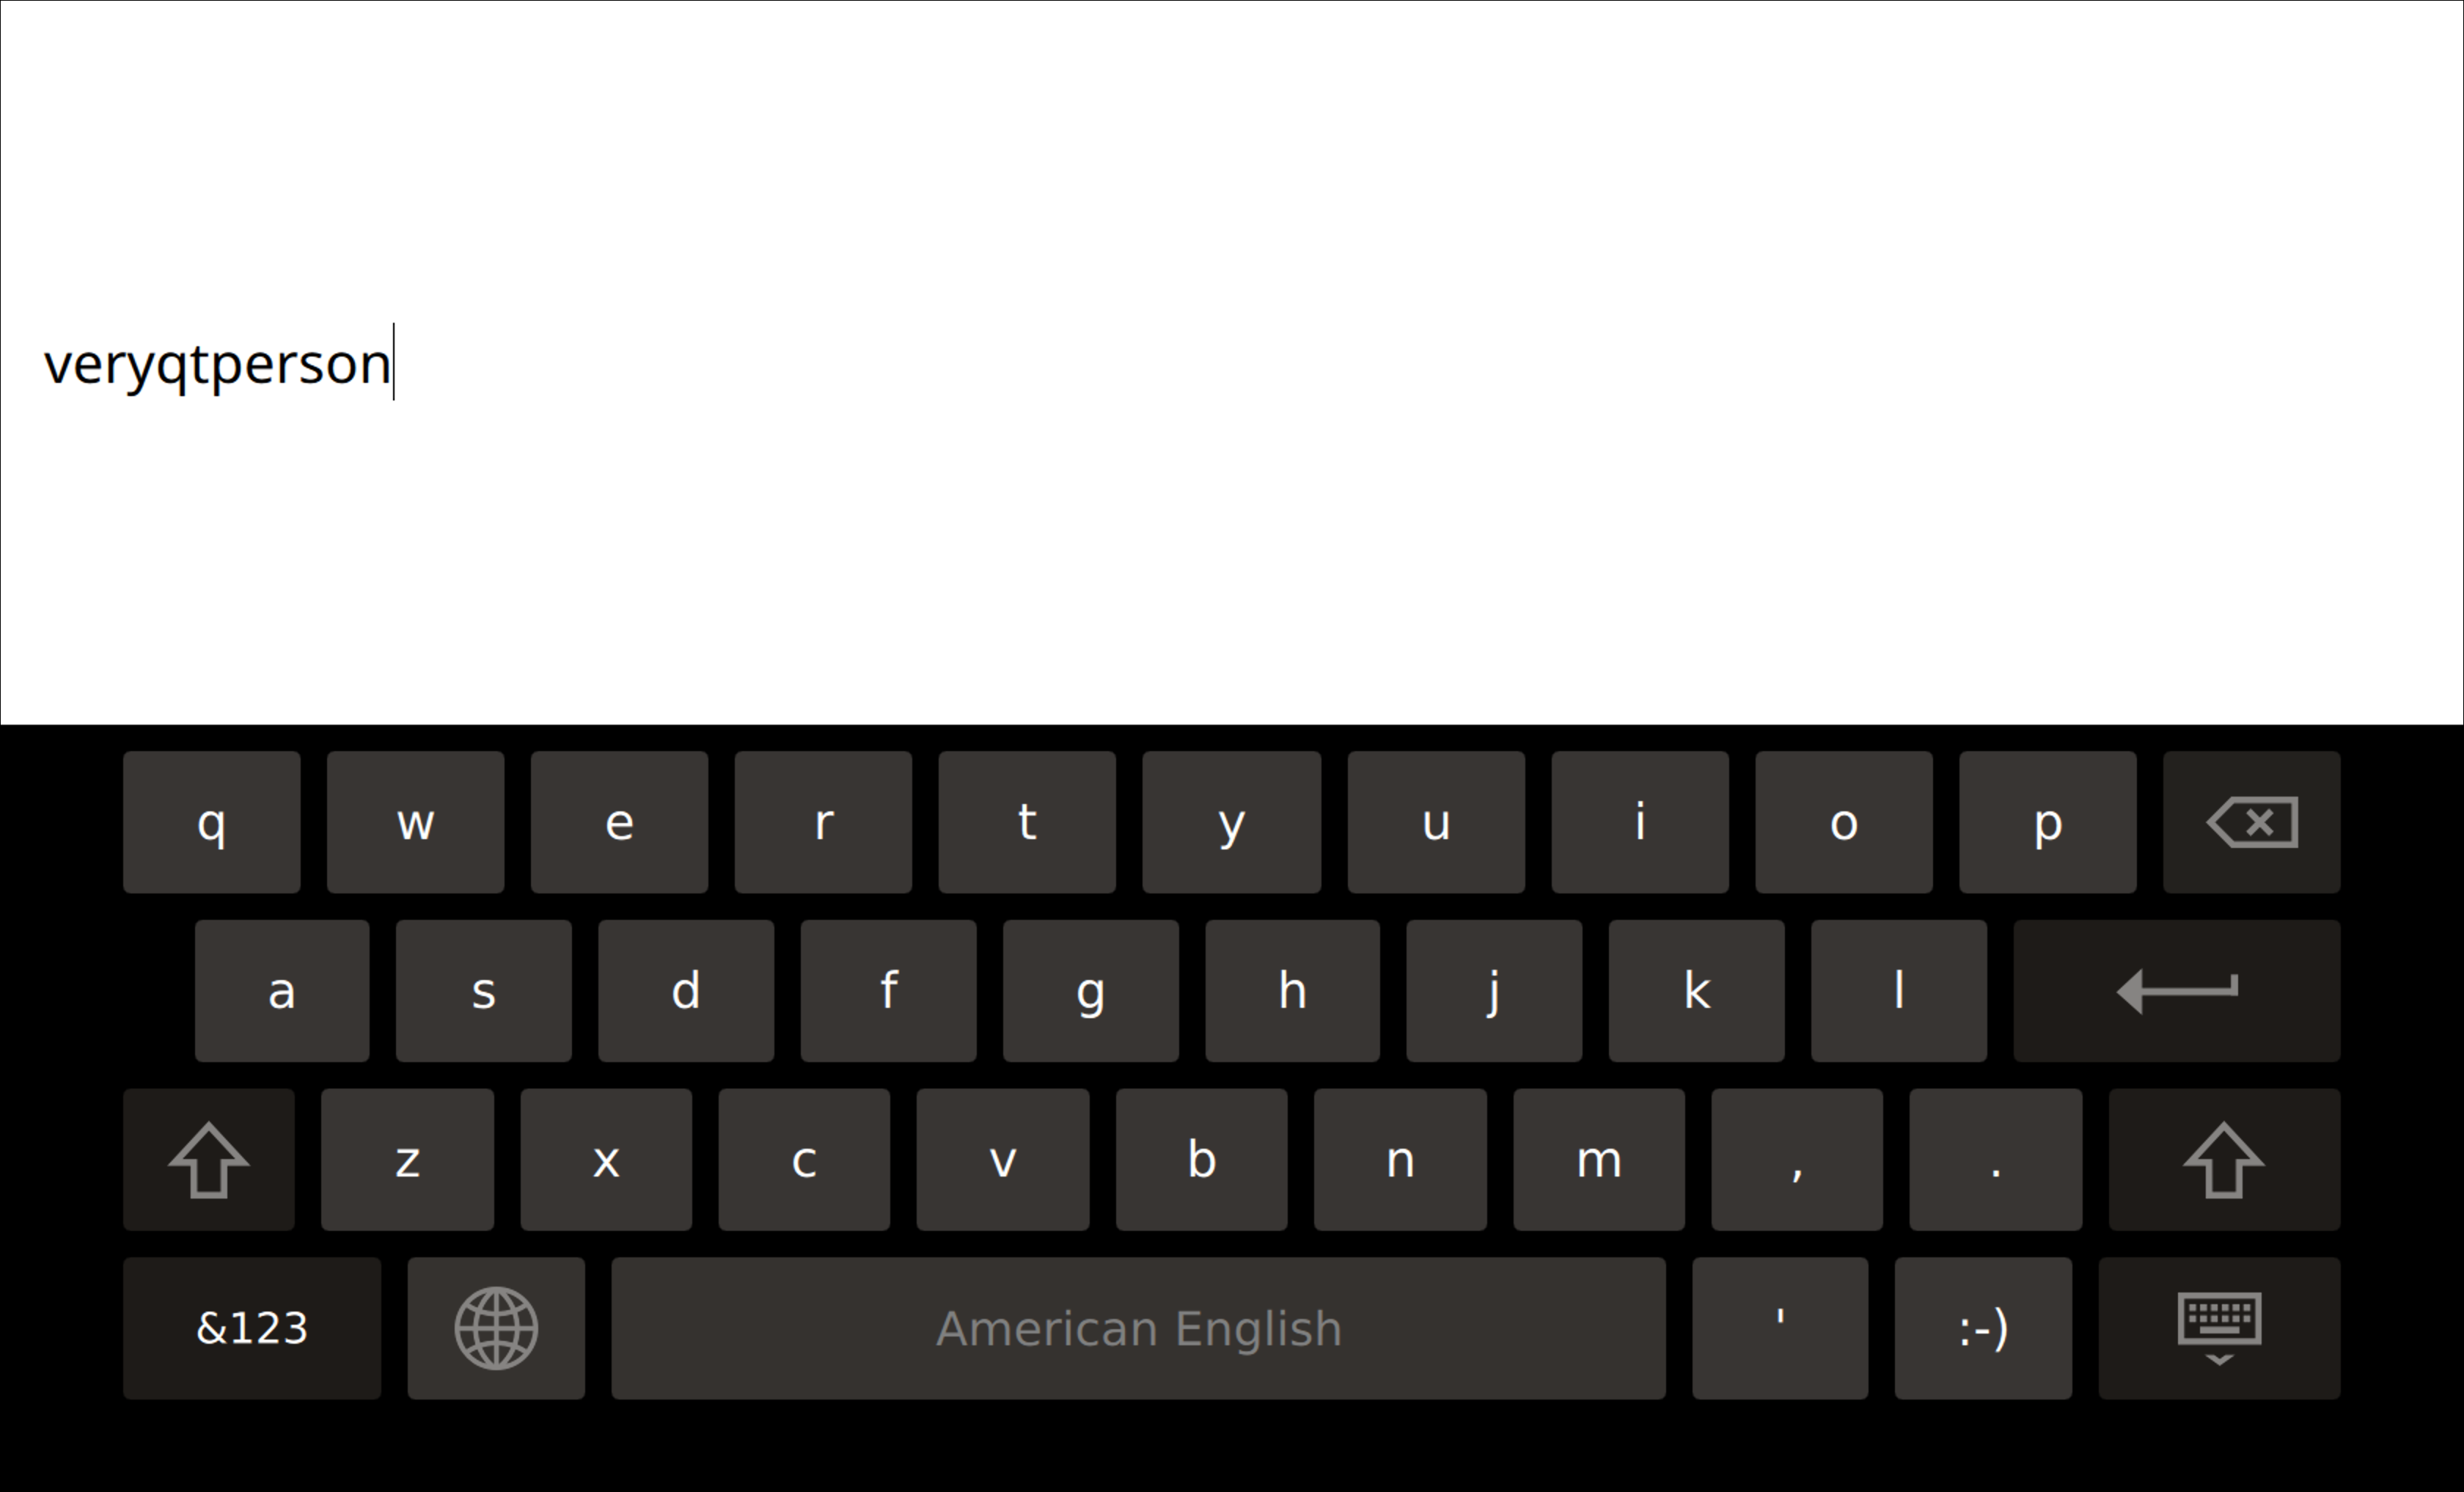 veryqtperson
q w e r t y u i o p
a s d f g h j k l
z x c v b n m , .
&123 American English ' :-)